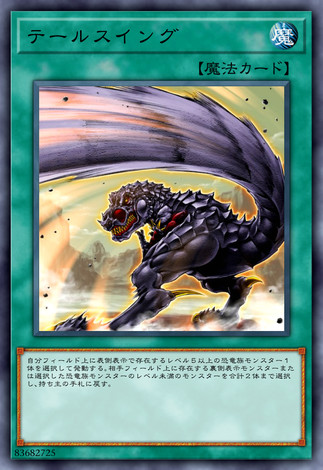 テールスイング
魔
【魔法カード】
自分フィールド上に表側表示で存在するレベル5以上の恐竜族モンスター1
体を選択して発動する。相手フィールド上に存在する裏側表示モンスターまた
は選択した恐竜族モンスターのレベル未満のモンスターを合計2体まで選択
し、持ち主の手札に戻す。
83682725